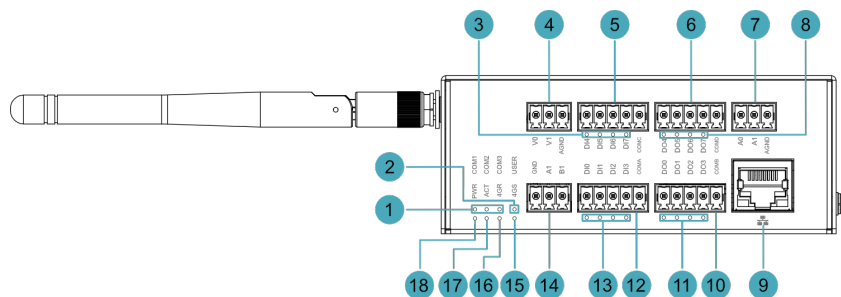 3 4 5 6 7 8
V0 V1 AGND DI4 DI5 DI6 DI7 COMC DO4 DO5 DO6 DO7 COMD A0 A1 AGND
2
COM1 COM2 COM3 USER GND A1 B1 DI0 DI1 DI2 DI3 COMA DO0 DO1 DO2 DO3 COMB
PWR ACT 4GR 4GS
1
18 17 16 15 14 13 12 11 10 9